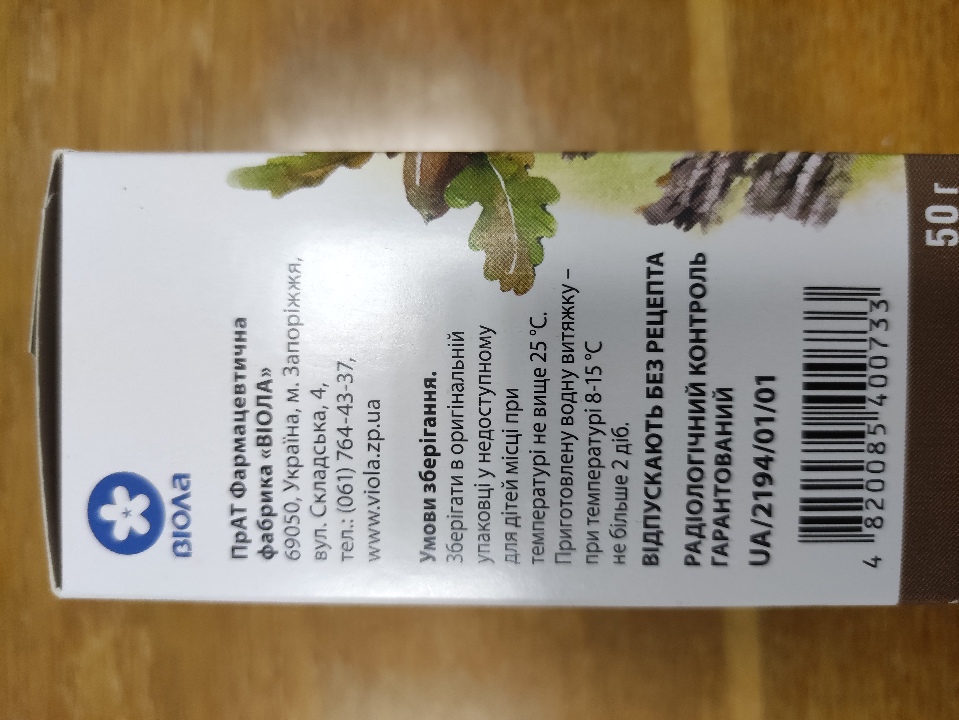 ВІОЛА
ПрАТ Фармацевтична
фабрика «ВІОЛА»
69050, Україна, м. Запоріжжя,
вул. Складська, 4,
тел.: (061) 764-43-37,
www.viola.zp.ua
Умови зберігання.
Зберігати в оригінальній
упаковці у недоступному
для дітей місці при
температурі не вище 25 °С.
Приготовлену водну витяжку –
при температурі 8-15 °С
не більше 2 діб.
ВІДПУСКАЮТЬ БЕЗ РЕЦЕПТА
РАДІОЛОГІЧНИЙ КОНТРОЛЬ
ГАРАНТОВАНИЙ
UA/2194/01/01
4 820085 400733
50 г